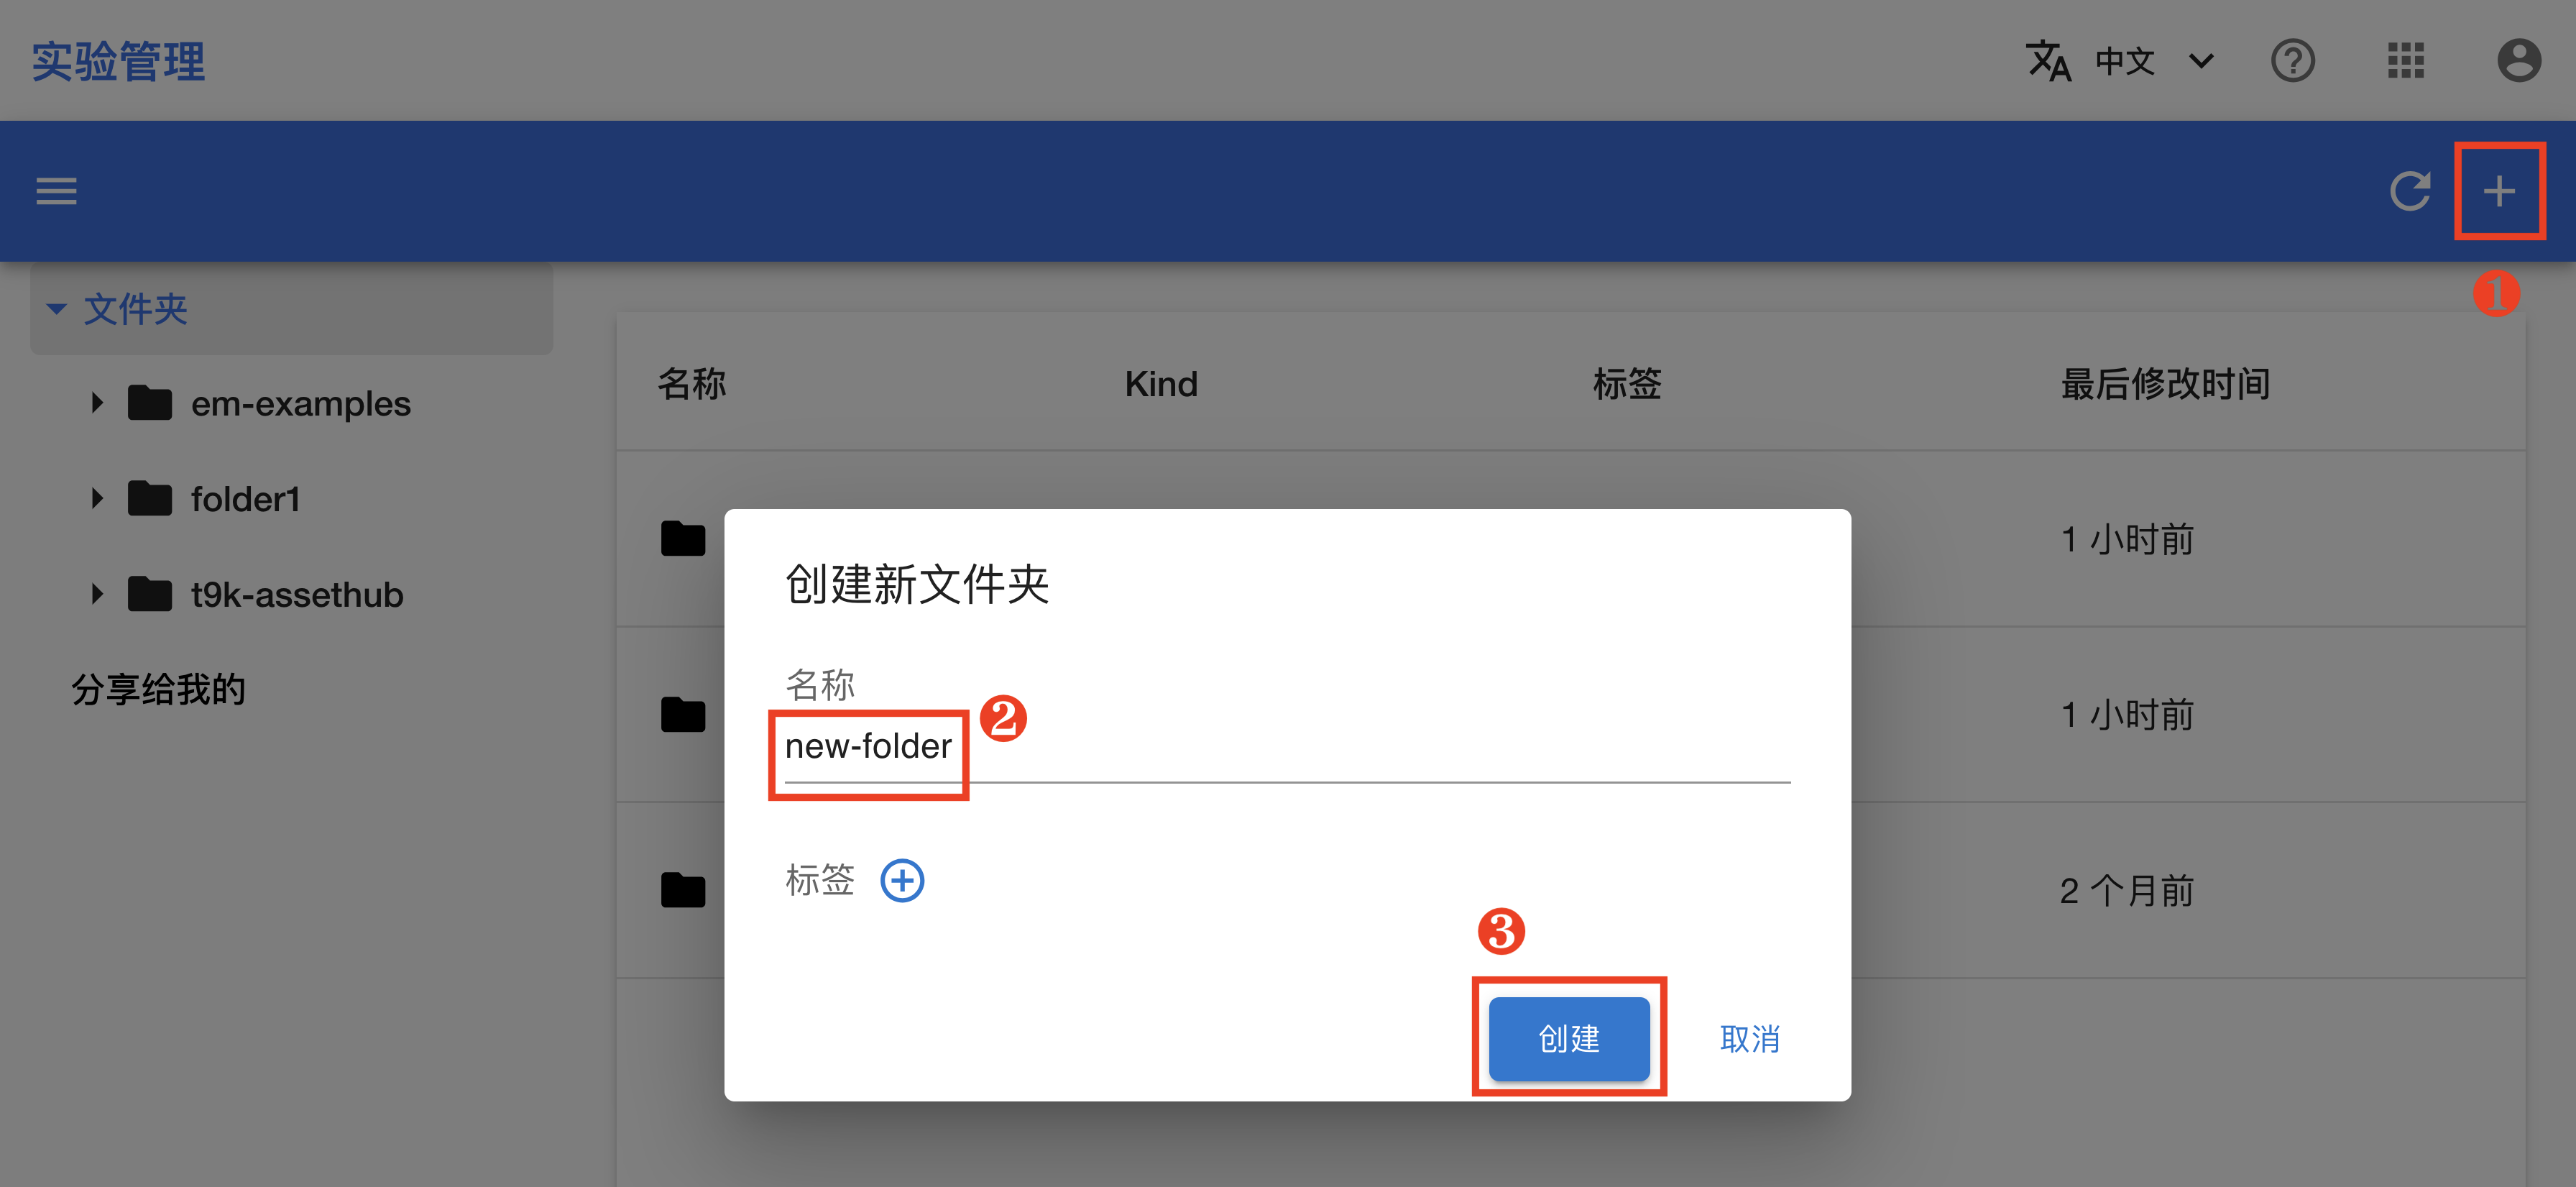 实验管理
中文
1
文件夹
em-examples
folder1
t9k-assethub
分享给我的
名称 Kind 标签 最后修改时间
1 小时前
1 小时前
2 个月前
创建新文件夹
名称
2
new-folder
标签
3
创建 取消